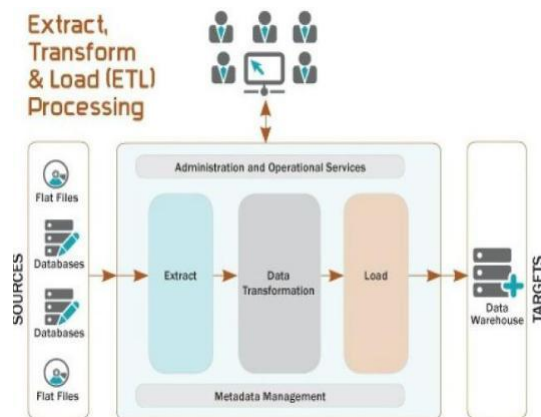 Extract,
Transform
& Load (ETL)
Processing
Administration and Operational Services
SOURCES
Flat Files
Databases
Databases
Flat Files
Extract
Data
Transformation
Load
Metadata Management
Data
Warehouse
TARGETS